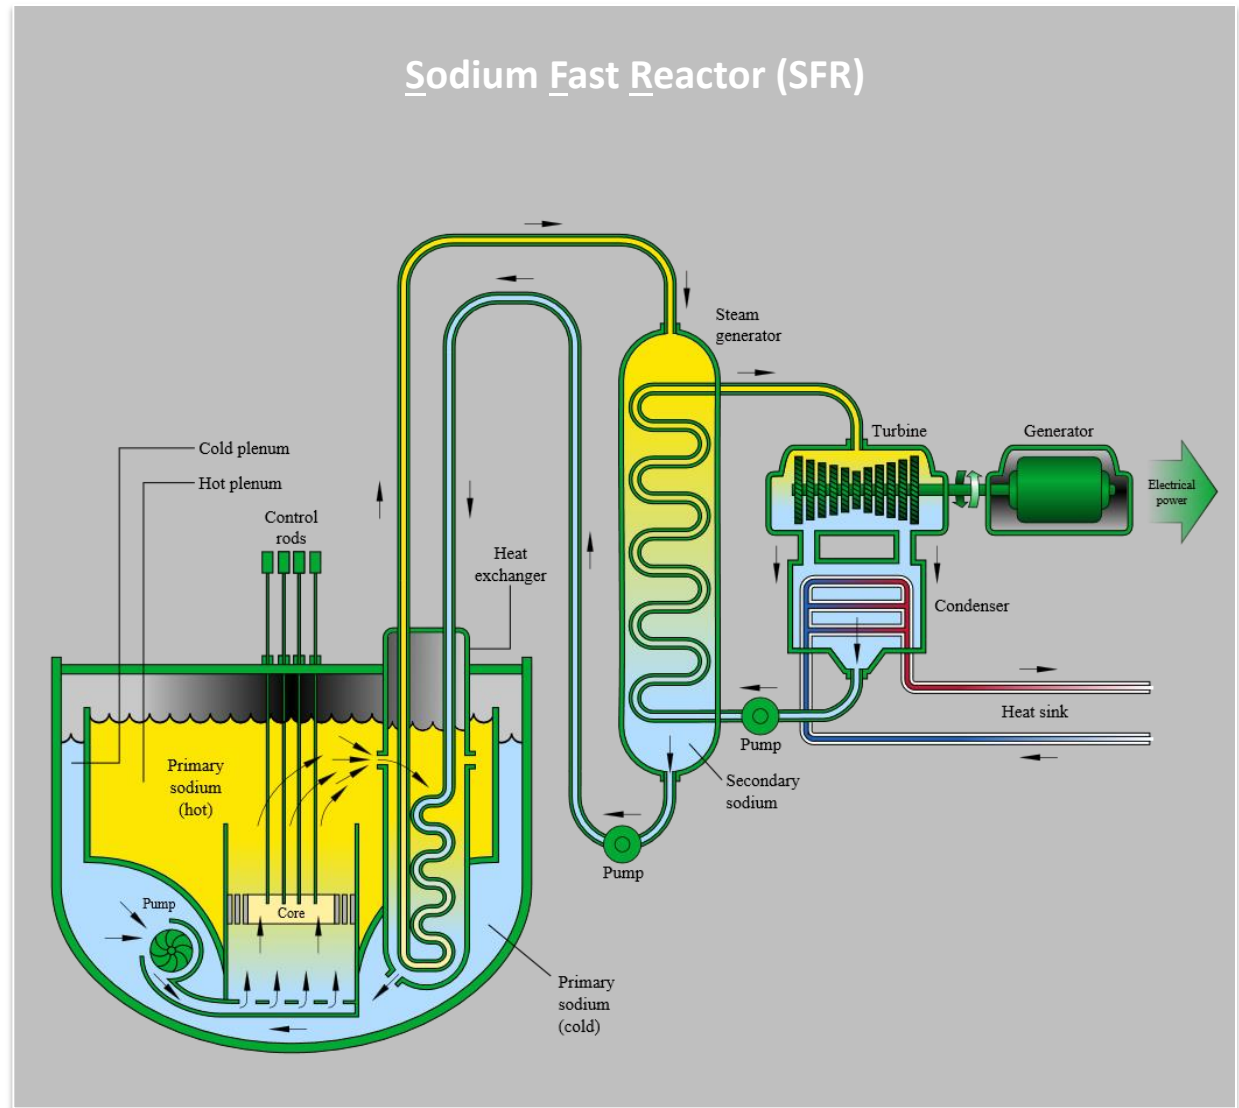 Sodium Fast Reactor (SFR)
Steam
generator
Turbine
Generator
Cold plenum
Hot plenum
Electrical
power
Control
rods
Heat
exchanger
Condenser
Heat sink
Pump
Primary
sodium
(hot)
Secondary
sodium
Pump
Pump
Core
Primary
sodium
(cold)